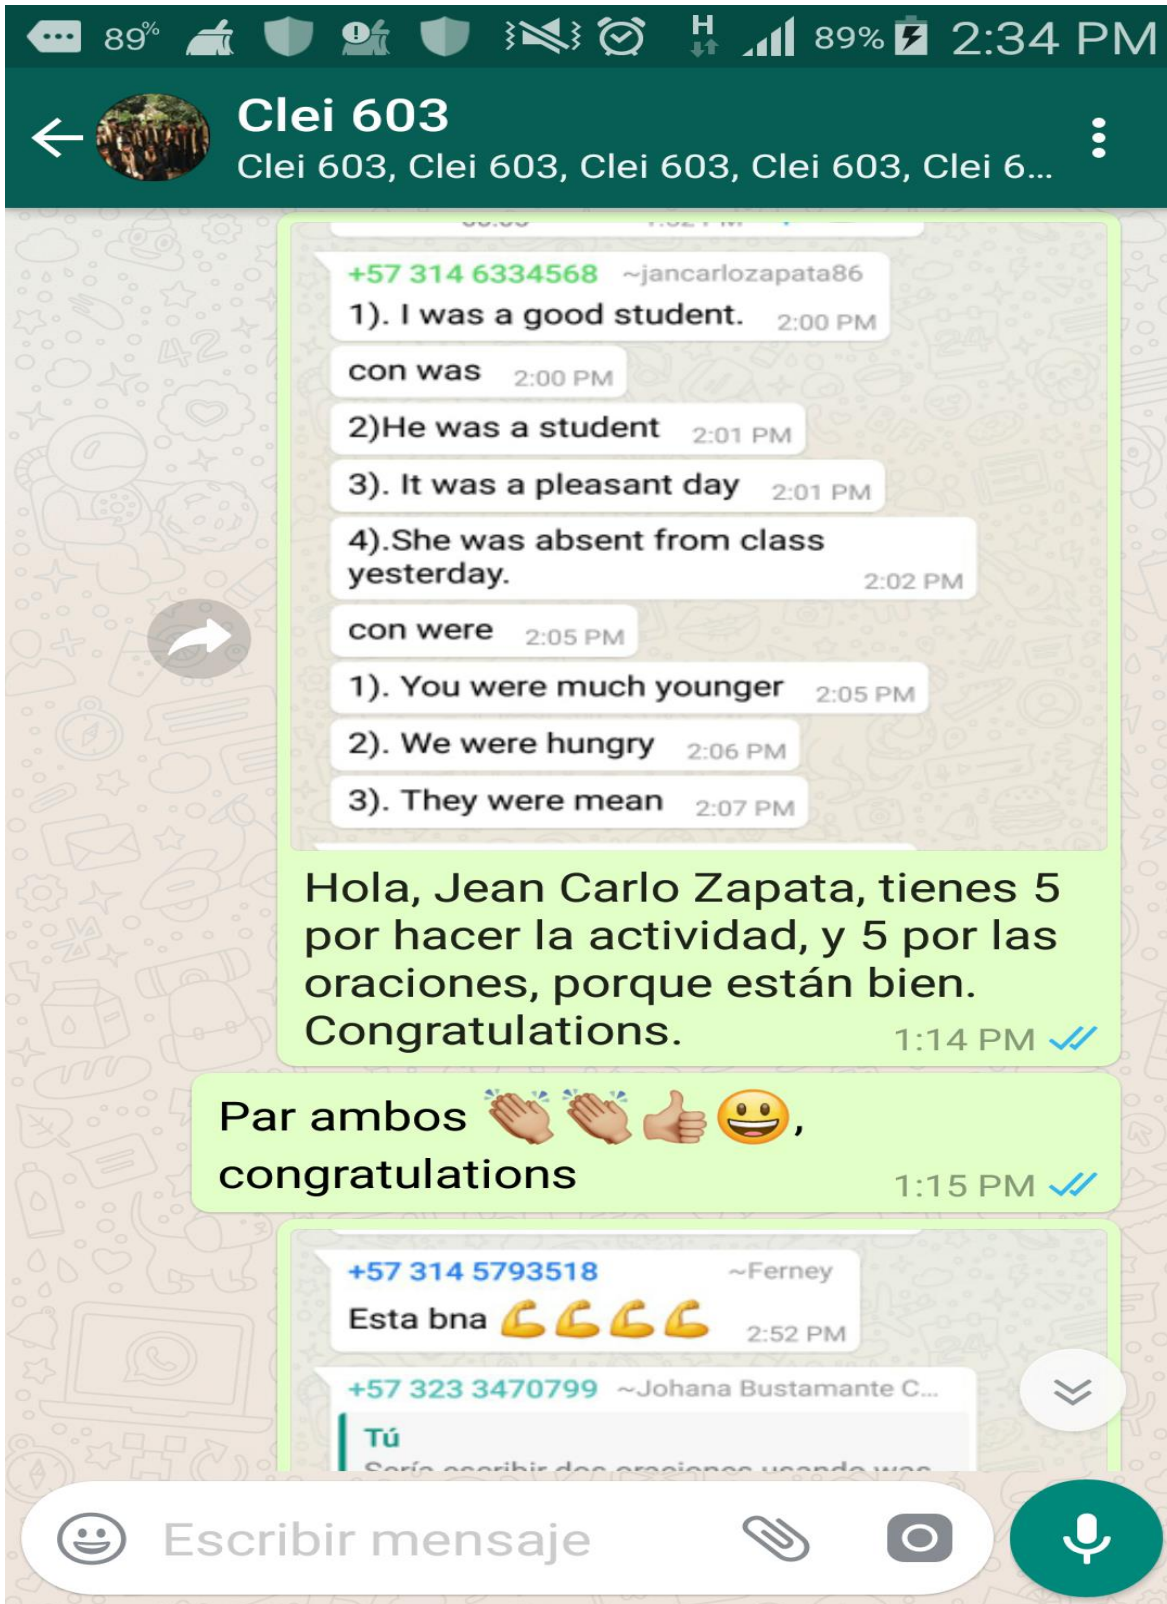 89% 89% 2:34 PM
Clei 603
Clei 603, Clei 603, Clei 603, Clei 603, Clei 6...
+57 314 6334568 ~jancarlozapata86
1). I was a good student. 2:00 PM
con was 2:00 PM
2)He was a student 2:01 PM
3). It was a pleasant day 2:01 PM
4).She was absent from class
yesterday. 2:02 PM
con were 2:05 PM
1). You were much younger 2:05 PM
2). We were hungry 2:06 PM
3). They were mean 2:07 PM
Hola, Jean Carlo Zapata, tienes 5
por hacer la actividad, y 5 por las
oraciones, porque están bien.
Congratulations. 1:14 PM
Par ambos 👏👏👍😃,
congratulations 1:15 PM
+57 314 5793518 ~Ferney
Esta bna 💪💪💪💪 2:52 PM
+57 323 3470799 ~Johana Bustamante C...
Tú
Sería escribir dos oraciones usando was
Escribir mensaje